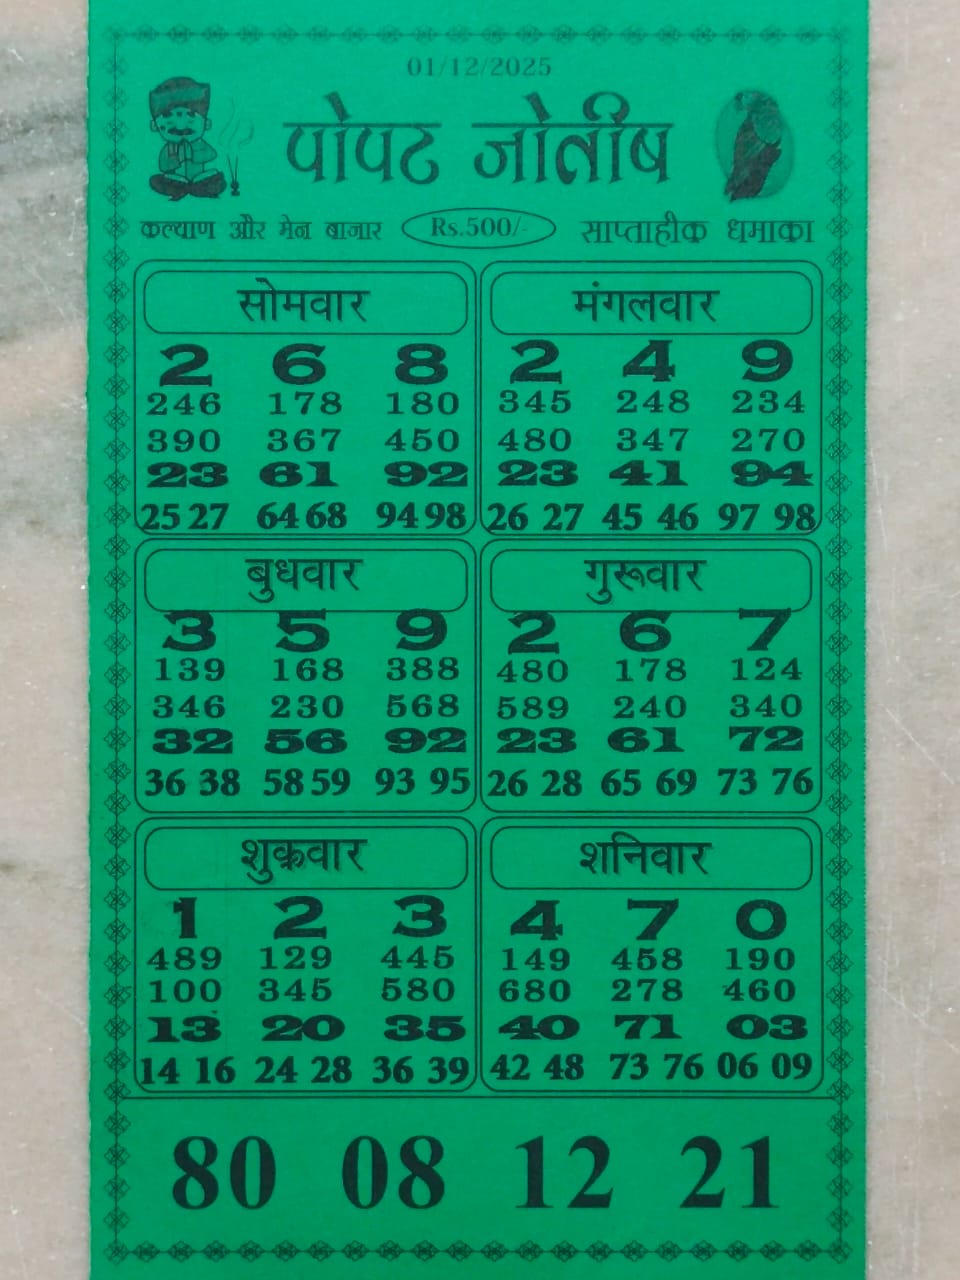 01/12/2025
पोपट जोतीष
कल्याण और मेन बाजार Rs.500/- साप्ताहीक धमाका
सोमवार
2 6 8
246 178 180
390 367 450
23 61 92
25 27 64 68 94 98
मंगलवार
2 4 9
345 248 234
480 347 270
23 41 94
26 27 45 46 97 98
बुधवार
3 5 9
139 168 388
346 230 568
32 56 92
36 38 58 59 93 95
गुरूवार
2 6 7
480 178 124
589 240 340
23 61 72
26 28 65 69 73 76
शुक्रवार
1 2 3
489 129 445
100 345 580
13 20 35
14 16 24 28 36 39
शनिवार
4 7 0
149 458 190
680 278 460
40 71 03
42 48 73 76 06 09
80 08 12 21